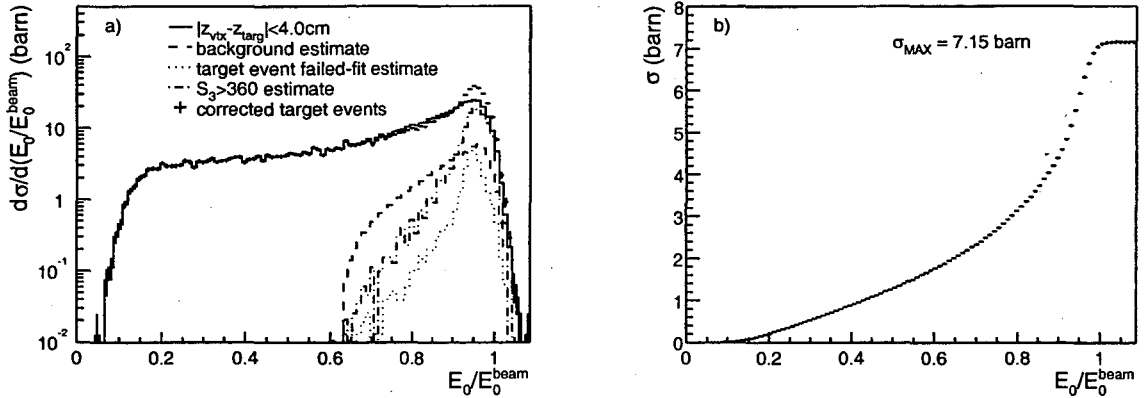 a)
|z_vtx-z_targ|<4.0cm
background estimate
target event failed-fit estimate
S_3>360 estimate
corrected target events
dσ/d(E_0/E_0^beam) (barn)
10^2
10
1
10^-1
10^-2
0
0.2
0.4
0.6
0.8
1
E_0/E_0^beam
b)
σ_MAX = 7.15 barn
σ (barn)
8
7
6
5
4
3
2
1
0
0
0.2
0.4
0.6
0.8
1
E_0/E_0^beam